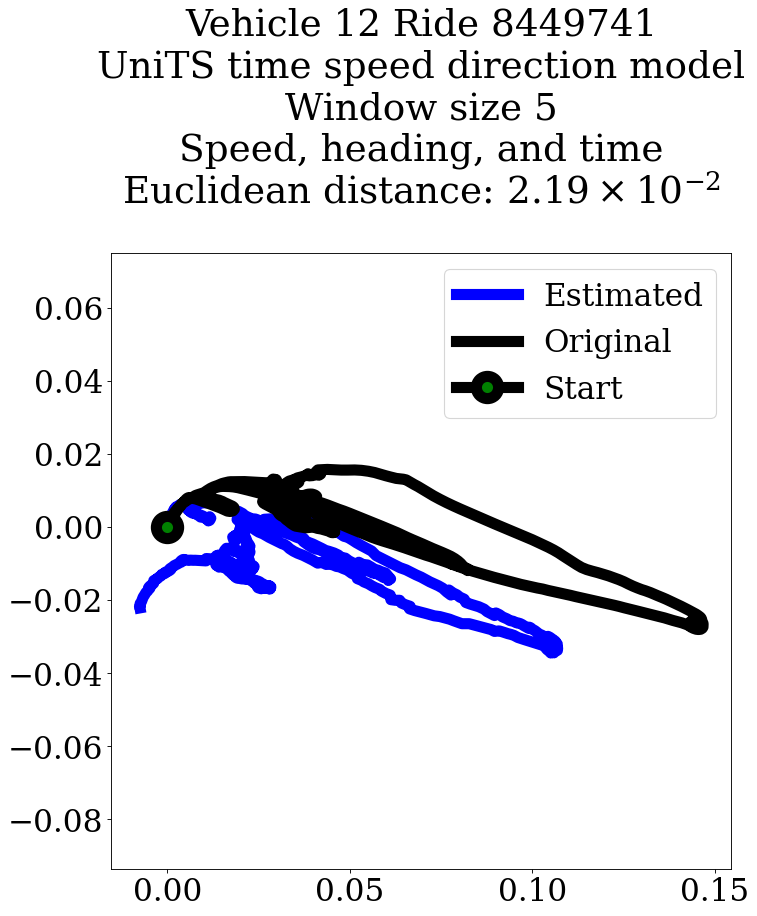 Vehicle 12 Ride 8449741
UniTS time speed direction model
Window size 5
Speed, heading, and time
Euclidean distance: 2.19 × 10⁻²
Estimated
Original
Start
0.06
0.04
0.02
0.00
−0.02
−0.04
−0.06
−0.08
0.00 0.05 0.10 0.15